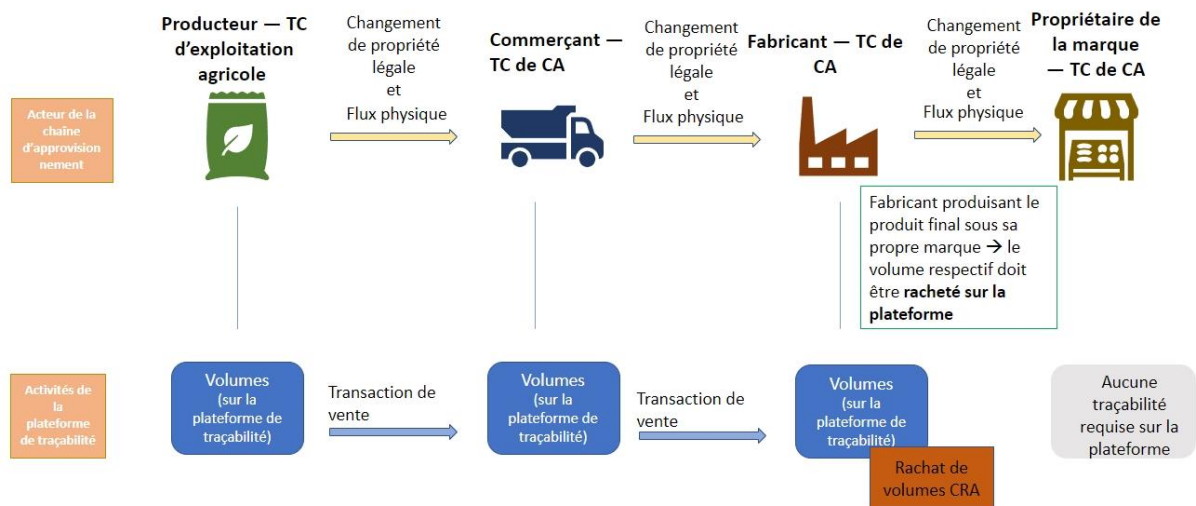 Producteur — TC
d’exploitation
agricole
Changement
de propriété
légale
et
Flux physique
Commerçant —
TC de CA
Changement
de propriété
légale
et
Flux physique
Fabricant — TC de
CA
Changement de
propriété légale
et
Flux physique
Propriétaire de
la marque
— TC de CA
Acteur de la
chaîne
d’approvision
nement
Fabricant produisant le
produit final sous sa
propre marque → le
volume respectif doit
être racheté sur la
plateforme
Activités de
la
plateforme
de traçabilité
Volumes
(sur la
plateforme de
traçabilité)
Transaction de
vente
Volumes
(sur la
plateforme de
traçabilité)
Transaction de
vente
Volumes
(sur la
plateforme de
traçabilité)
Rachat de
volumes CRA
Aucune
traçabilité
requise sur la
plateforme